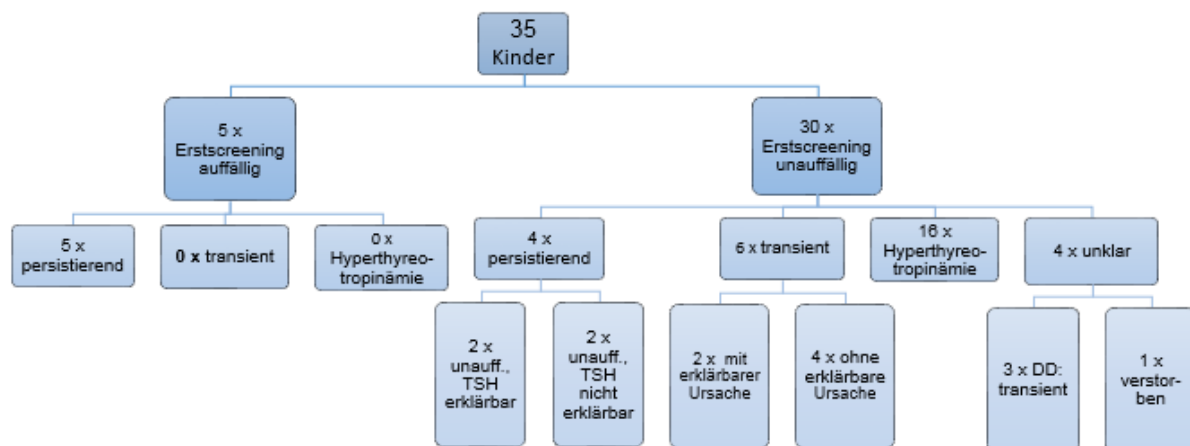 35
Kinder
5 x
Erstscreening
auffällig
30 x
Erstscreening
unauffällig
5 x
persistierend
0 x transient
0 x
Hyperthyreo-
tropinämie
4 x
persistierend
6 x transient
16 x
Hyperthyreo-
tropinämie
4 x unklar
2 x
unauff.,
TSH
erklärbar
2 x
unauff.,
TSH
nicht
erklärbar
2 x mit
erklärbarer
Ursache
4 x ohne
erklärbare
Ursache
3 x DD:
transient
1 x
verstor-
ben